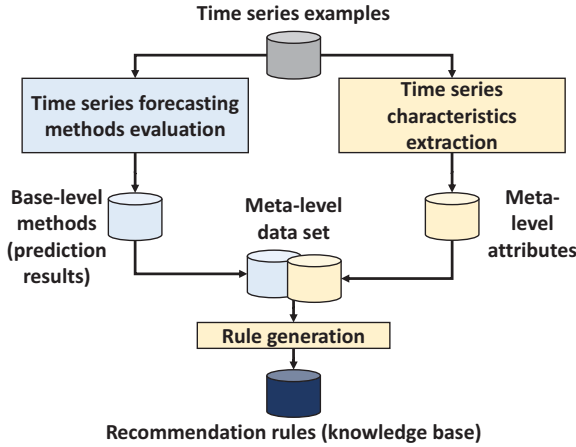 Time series examples
Time series forecasting
methods evaluation
Time series
characteristics
extraction
Base-level
methods
(prediction
results)
Meta-level
data set
Meta-
level
attributes
Rule generation
Recommendation rules (knowledge base)